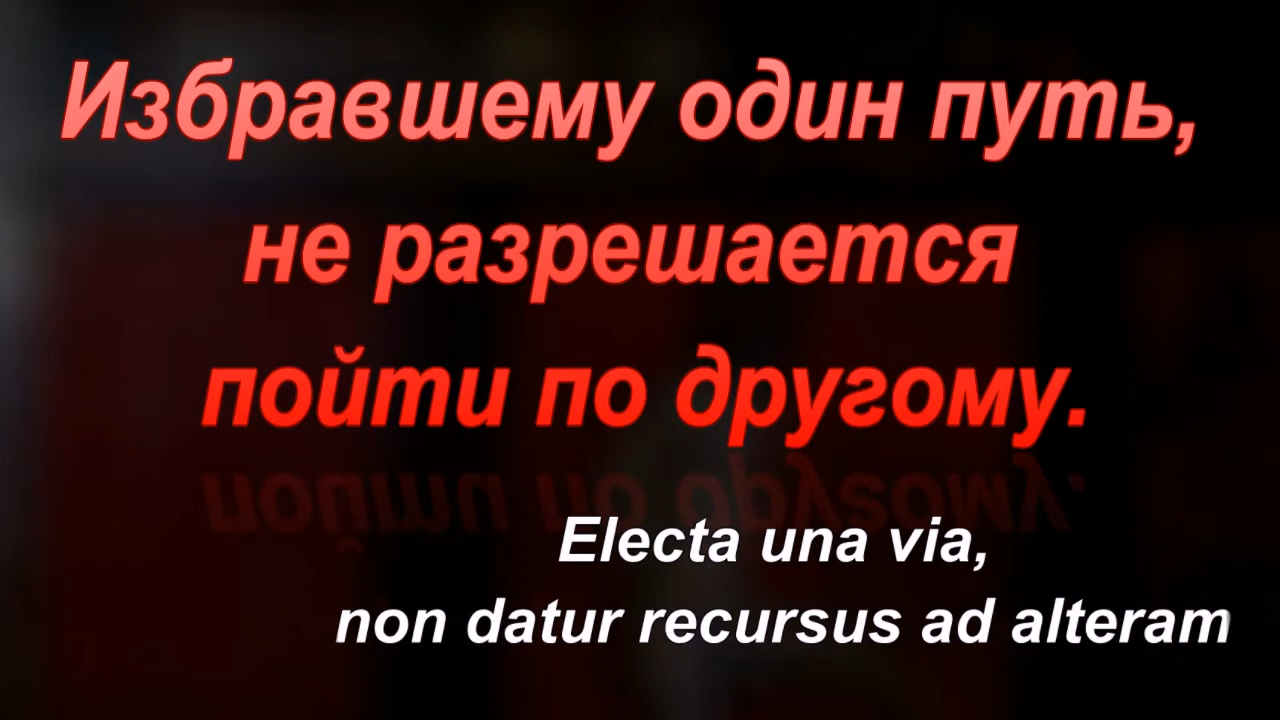 Избравшему один путь,
не разрешается
пойти по другому.
Electa una via,
non datur recursus ad alteram